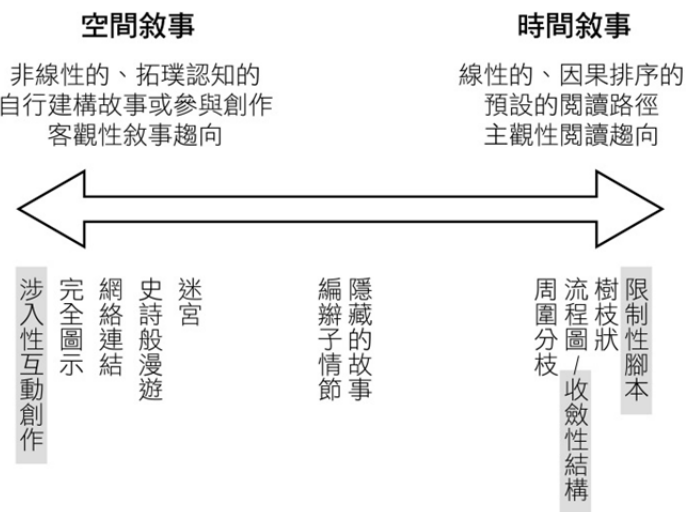 空間敘事
非線性的、拓璞認知的
自行建構故事或參與創作
客觀性敘事趨向
時間敘事
線性的、因果排序的
預設的閱讀路徑
主觀性閱讀趨向
涉入性互動創作
完全圖示
網絡連結
史詩般漫遊
迷宮
編辮子情節
隱藏的故事
周圍分枝
流程圖/收斂性結構
樹枝狀
限制性腳本